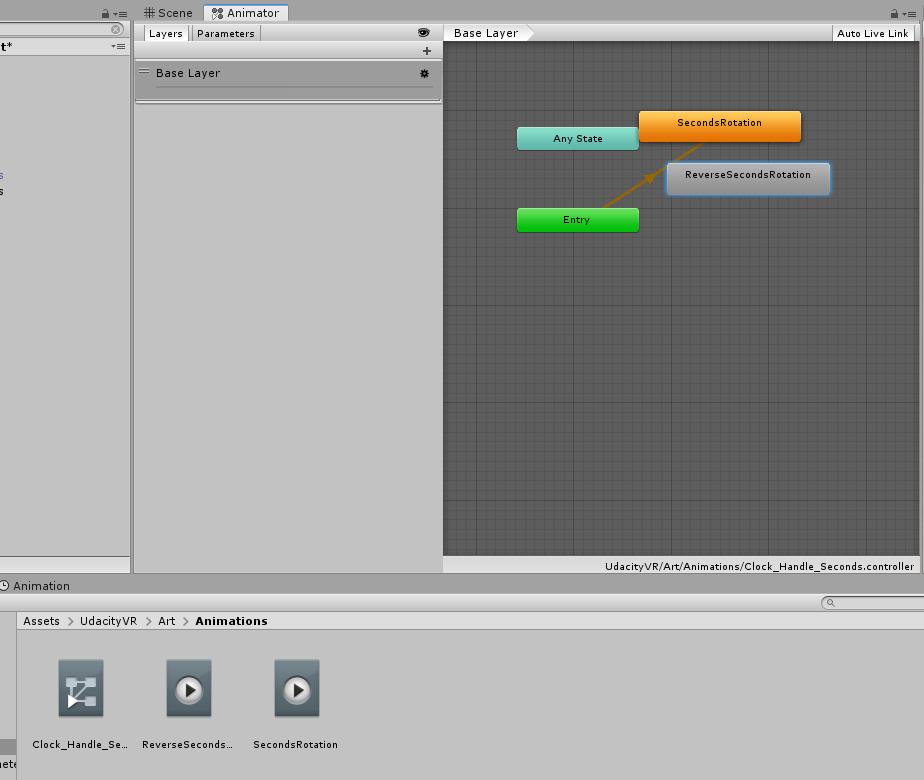 Scene
Animator
t*
Layers
Parameters
Base Layer
Auto Live Link
Base Layer
SecondsRotation
Any State
ReverseSecondsRotation
s
s
Entry
UdacityVR/Art/Animations/Clock_Handle_Seconds.controller
Animation
Assets > UdacityVR > Art > Animations
Clock_Handle_Se...
ReverseSeconds...
SecondsRotation